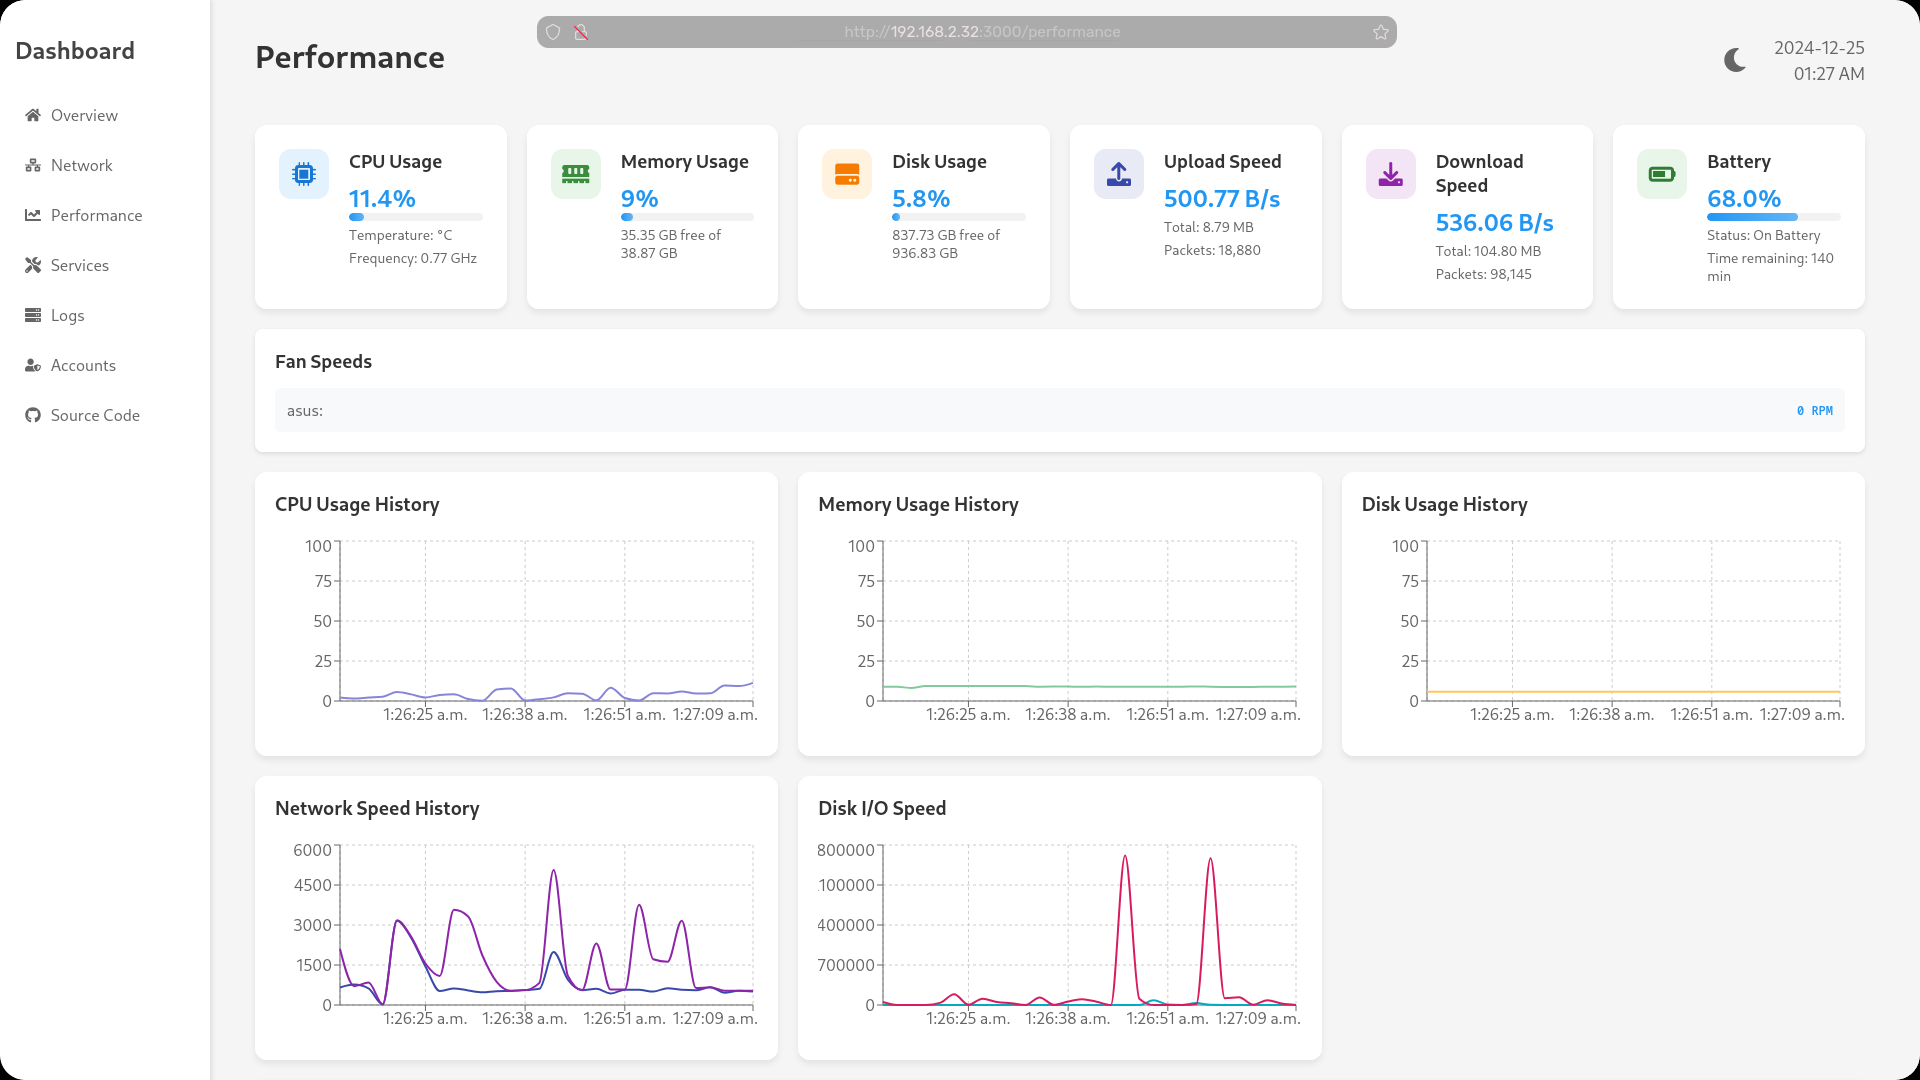 Dashboard
Overview
Network
Performance
Services
Logs
Accounts
Source Code
http://192.168.2.32:3000/performance
Performance
2024-12-25
01:27 AM
CPU Usage
11.4%
Temperature: °C
Frequency: 0.77 GHz
Memory Usage
9%
35.35 GB free of
38.87 GB
Disk Usage
5.8%
837.73 GB free of
936.83 GB
Upload Speed
500.77 B/s
Total: 8.79 MB
Packets: 18,880
Download
Speed
536.06 B/s
Total: 104.80 MB
Packets: 98,145
Battery
68.0%
Status: On Battery
Time remaining: 140
min
Fan Speeds
asus:
0 RPM
CPU Usage History
100
75
50
25
0
1:26:25 a.m. 1:26:38 a.m. 1:26:51 a.m. 1:27:09 a.m.
Memory Usage History
100
75
50
25
0
1:26:25 a.m. 1:26:38 a.m. 1:26:51 a.m. 1:27:09 a.m.
Disk Usage History
100
75
50
25
0
1:26:25 a.m. 1:26:38 a.m. 1:26:51 a.m. 1:27:09 a.m.
Network Speed History
6000
4500
3000
1500
0
1:26:25 a.m. 1:26:38 a.m. 1:26:51 a.m. 1:27:09 a.m.
Disk I/O Speed
800000
100000
400000
700000
0
1:26:25 a.m. 1:26:38 a.m. 1:26:51 a.m. 1:27:09 a.m.